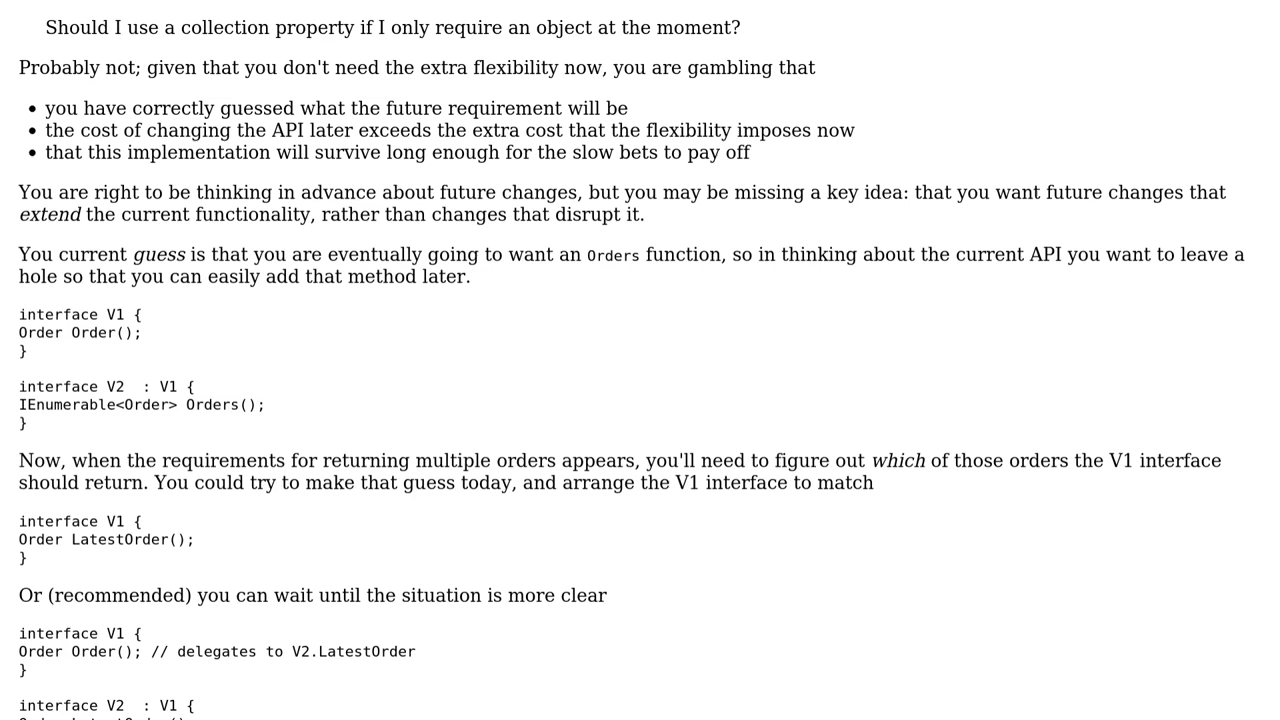 Should I use a collection property if I only require an object at the moment?
Probably not; given that you don't need the extra flexibility now, you are gambling that
• you have correctly guessed what the future requirement will be
• the cost of changing the API later exceeds the extra cost that the flexibility imposes now
• that this implementation will survive long enough for the slow bets to pay off
You are right to be thinking in advance about future changes, but you may be missing a key idea: that you want future changes that
extend the current functionality, rather than changes that disrupt it.
You current guess is that you are eventually going to want an Orders function, so in thinking about the current API you want to leave a
hole so that you can easily add that method later.
interface V1 {
Order Order();
}
interface V2  : V1 {
IEnumerable<Order> Orders();
}
Now, when the requirements for returning multiple orders appears, you'll need to figure out which of those orders the V1 interface
should return. You could try to make that guess today, and arrange the V1 interface to match
interface V1 {
Order LatestOrder();
}
Or (recommended) you can wait until the situation is more clear
interface V1 {
Order Order(); // delegates to V2.LatestOrder
}
interface V2  : V1 {